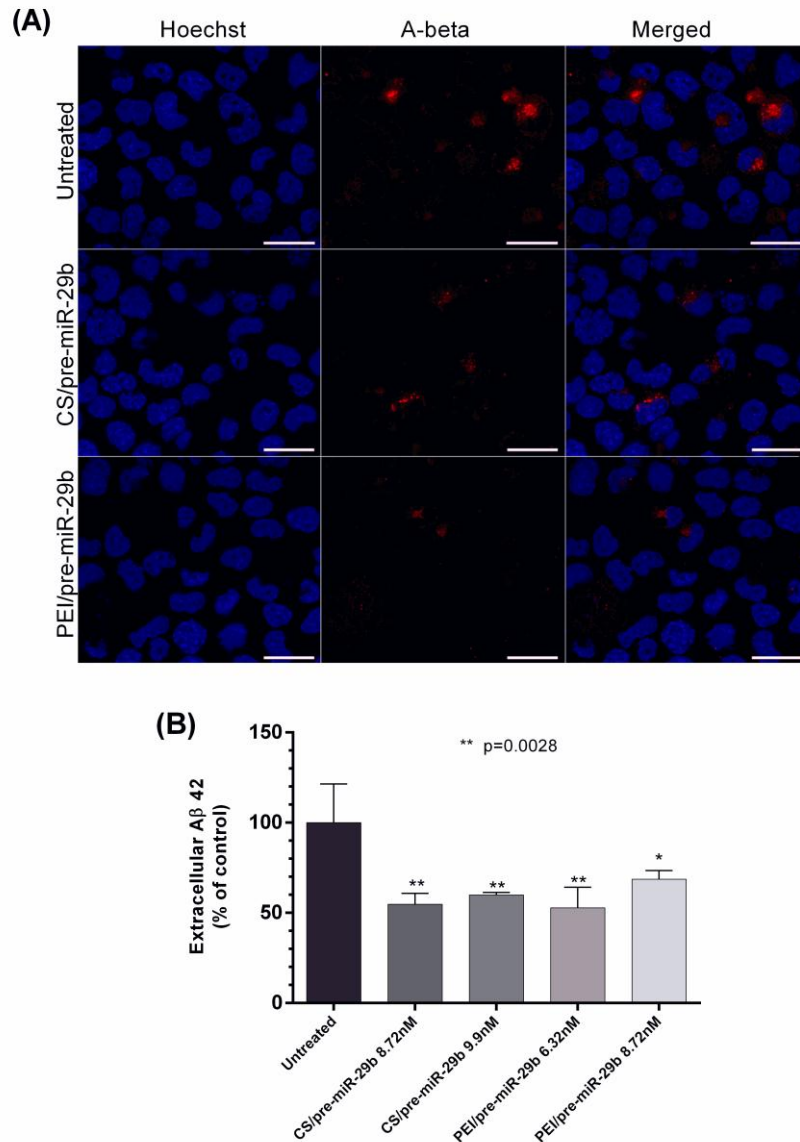 (A)
Hoechst A-beta Merged
Untreated
CS/pre-miR-29b
PEI/pre-miR-29b
(B)
** p=0.0028
Extracellular Aβ 42
(% of control)
150
100
50
0
** ** ** *
Untreated
CS/pre-miR-29b 8.72nM
CS/pre-miR-29b 9.9nM
PEI/pre-miR-29b 6.32nM
PEI/pre-miR-29b 8.72nM